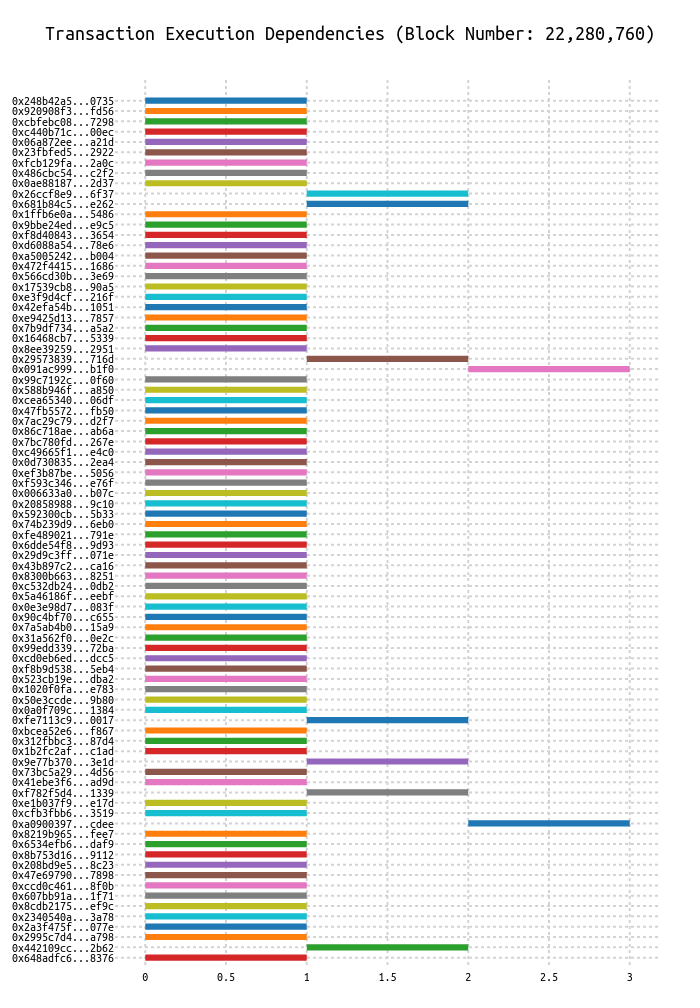 Transaction Execution Dependencies (Block Number: 22,280,760)
0x248b42a5...0735
0x920908f3...fd56
0xcbfebc08...7298
0xc440b71c...00ec
0x06a872ee...a21d
0x23fbfed5...2922
0xfcb129fa...2a0c
0x486cbc54...c2f2
0x0ae88187...2d37
0x26ccf8e9...6f37
0x681b84c5...e262
0x1ffb6e0a...5486
0x9bbe24ed...e9c5
0xf8d40843...3654
0xd6088a54...78e6
0xa5005242...b004
0x472f4415...1686
0x566cd30b...3e69
0x17539cb8...90a5
0xe3f9d4cf...216f
0x42efa54b...1051
0xe9425d13...7857
0x7b9df734...a5a2
0x16468cb7...5339
0x8ee39259...2951
0x29573839...716d
0x091ac999...b1f0
0x99c7192c...0f60
0x588b946f...a850
0xcea65340...06df
0x47fb5572...fb50
0x7ac29c79...d2f7
0x86c718ae...ab6a
0x7bc780fd...267e
0xc49665f1...e4c0
0x0d730835...2ea4
0xef3b87be...5056
0xf593c346...e76f
0x006633a0...b07c
0x20858988...9c10
0x592300cb...5b33
0x74b239d9...6eb0
0xfe489021...791e
0x6dde54f8...9d93
0x29d9c3ff...071e
0x43b897c2...ca16
0x8300b663...8251
0xc532db24...0db2
0x5a46186f...eebf
0x0e3e98d7...083f
0x90c4bf70...c655
0x7a5ab4b0...15a9
0x31a562f0...0e2c
0x99edd339...72ba
0xcd0eb6ed...dcc5
0xf8b9d538...5eb4
0x523cb19e...dba2
0x1020f0fa...e783
0x50e3ccde...9b80
0x0a0f709c...1384
0xfe7113c9...0017
0xbcea52e6...f867
0x312fbbc3...87d4
0x1b2fc2af...c1ad
0x9e77b370...3e1d
0x73bc5a29...4d56
0x41ebe3f6...ad9d
0xf782f5d4...1339
0xe1b037f9...e17d
0xcfb3fbb6...3519
0xa0900397...cdee
0x8219b965...fee7
0x6534efb6...daf9
0x8b753d16...9112
0x208bd9e5...8c23
0x47e69790...7898
0xccd0c461...8f0b
0x607bb91a...1f71
0x8cdb2175...ef9c
0x2340540a...3a78
0x2a3f475f...077e
0x2995c7d4...a798
0x442109cc...2b62
0x648adfc6...8376
0 0.5 1 1.5 2 2.5 3